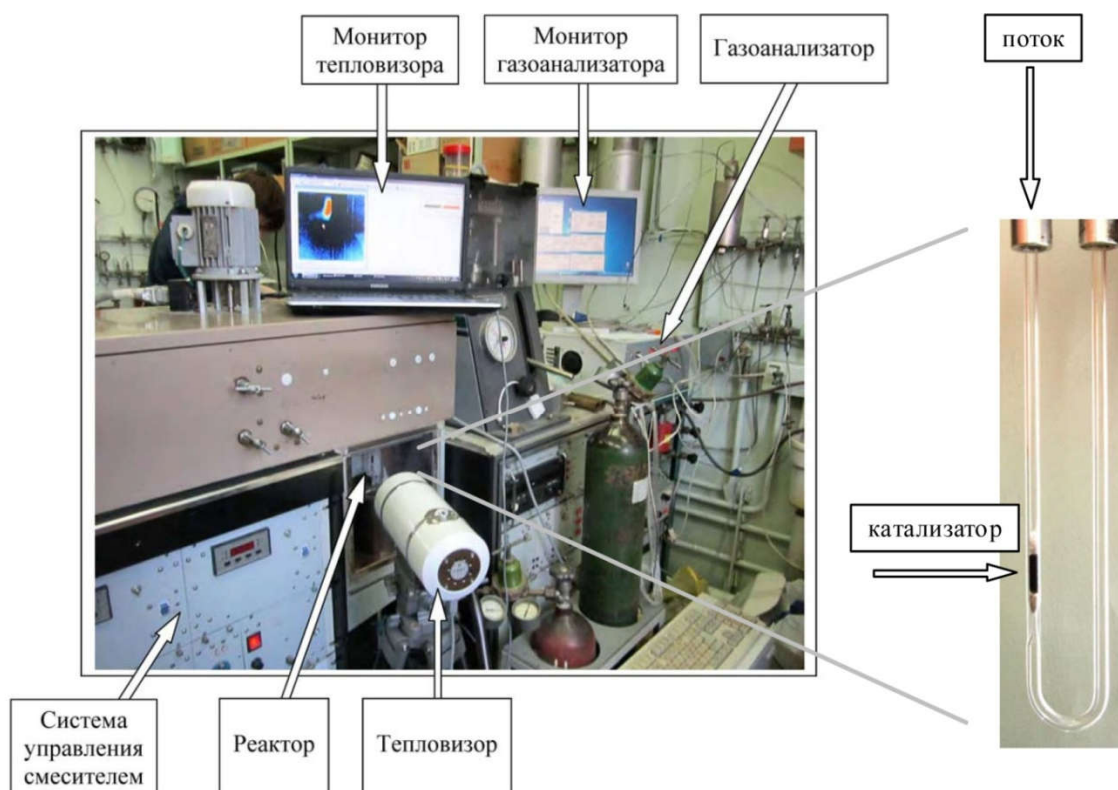 Монитор
тепловизора
Монитор
газоанализатора
Газоанализатор
поток
катализатор
Система
управления
смесителем
Реактор
Тепловизор